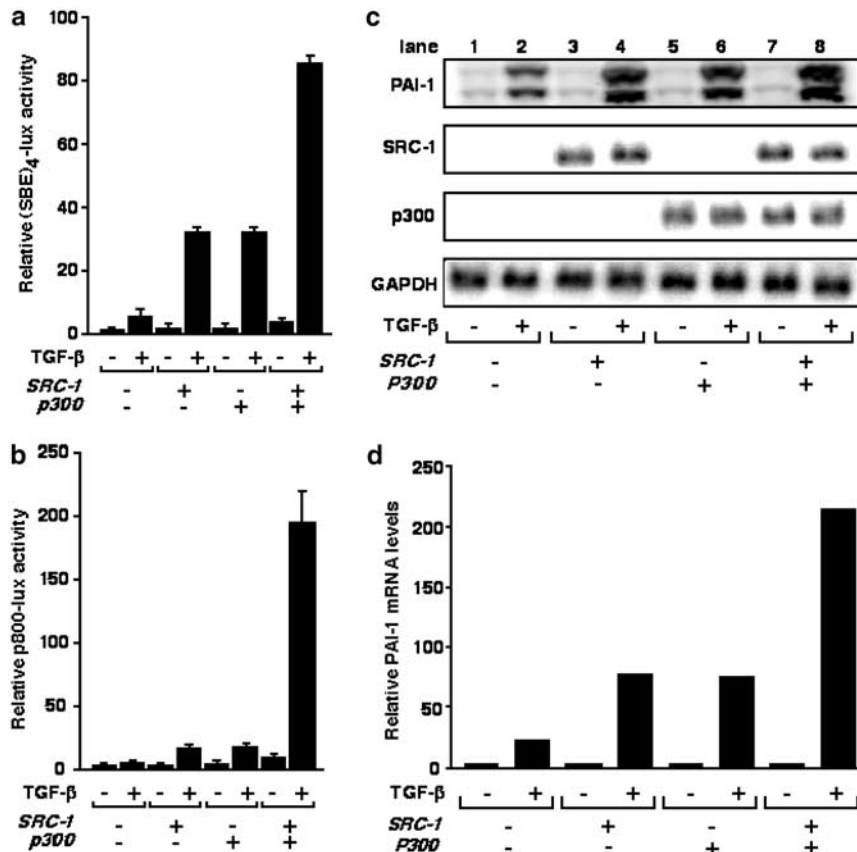 a
Relative (SBE)4-lux activity
100
80
60
40
20
0
TGF-β - + - + - + - +
SRC-1 - + - +
p300 - - + +
b
Relative p800-lux activity
250
200
150
100
50
0
TGF-β - + - + - + - +
SRC-1 - + - +
p300 - - + +
c
lane 1 2 3 4 5 6 7 8
PAI-1
SRC-1
p300
GAPDH
TGF-β - + - + - + - +
SRC-1 - + - +
P300 - - + +
d
Relative PAI-1 mRNA levels
250
200
150
100
50
0
TGF-β - + - + - + - +
SRC-1 - + - +
P300 - - + +